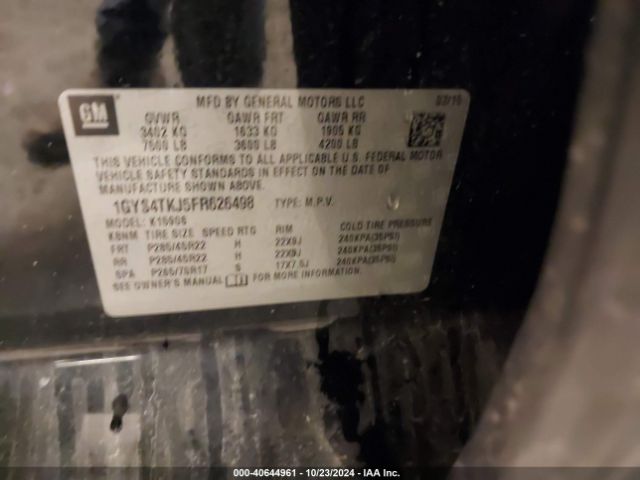 GM
MFD BY GENERAL MOTORS LLC 03/15
GVWR GAWR FRT GAWR RR
3402 KG 1633 KG 1905 KG
7500 LB 3600 LB 4200 LB
THIS VEHICLE CONFORMS TO ALL APPLICABLE U.S. FEDERAL MOTOR
VEHICLE SAFETY STANDARDS IN EFFECT ON THE DATE OF
MANUFACTURE SHOWN ABOVE.
1GYS4TKJ5FR626498 TYPE: M.P.V.
MODEL: K15906
K8NM TIRE SIZE SPEED RTG RIM COLD TIRE PRESSURE
FRT P285/45R22 H 22X9J 240KPA(35PSI)
RR P285/45R22 H 22X9J 240KPA(35PSI)
SPA P265/70R17 S 17X7.5J 240KPA(35PSI)
SEE OWNER'S MANUAL FOR MORE INFORMATION.
000-40644961 | 10/23/2024 | IAA Inc.